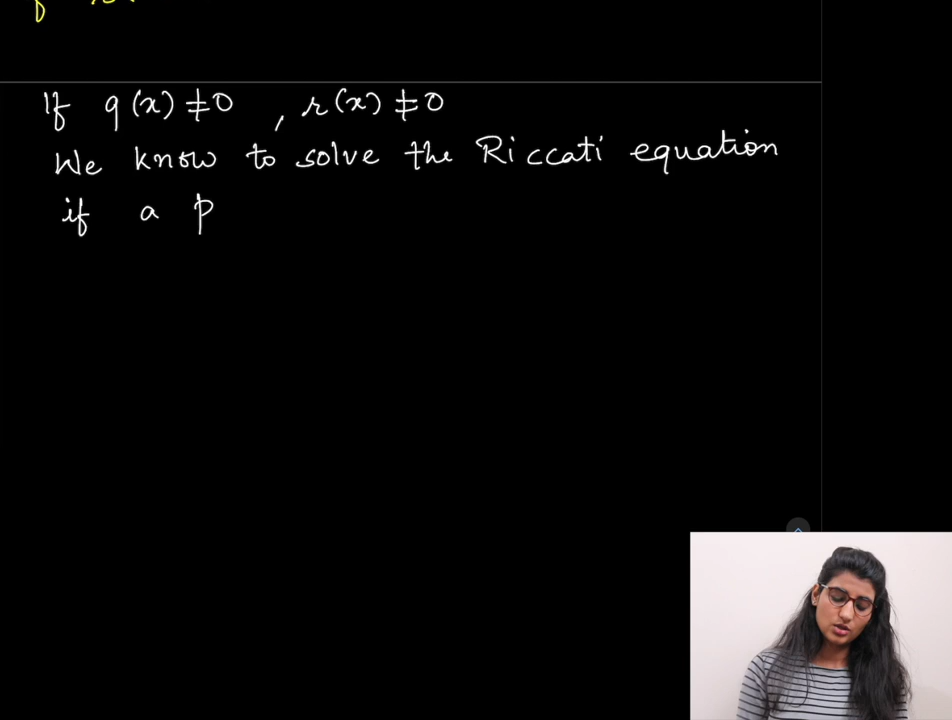 If q(x) ≠ 0 , r(x) ≠ 0
We know to solve the Riccati equation
if a p